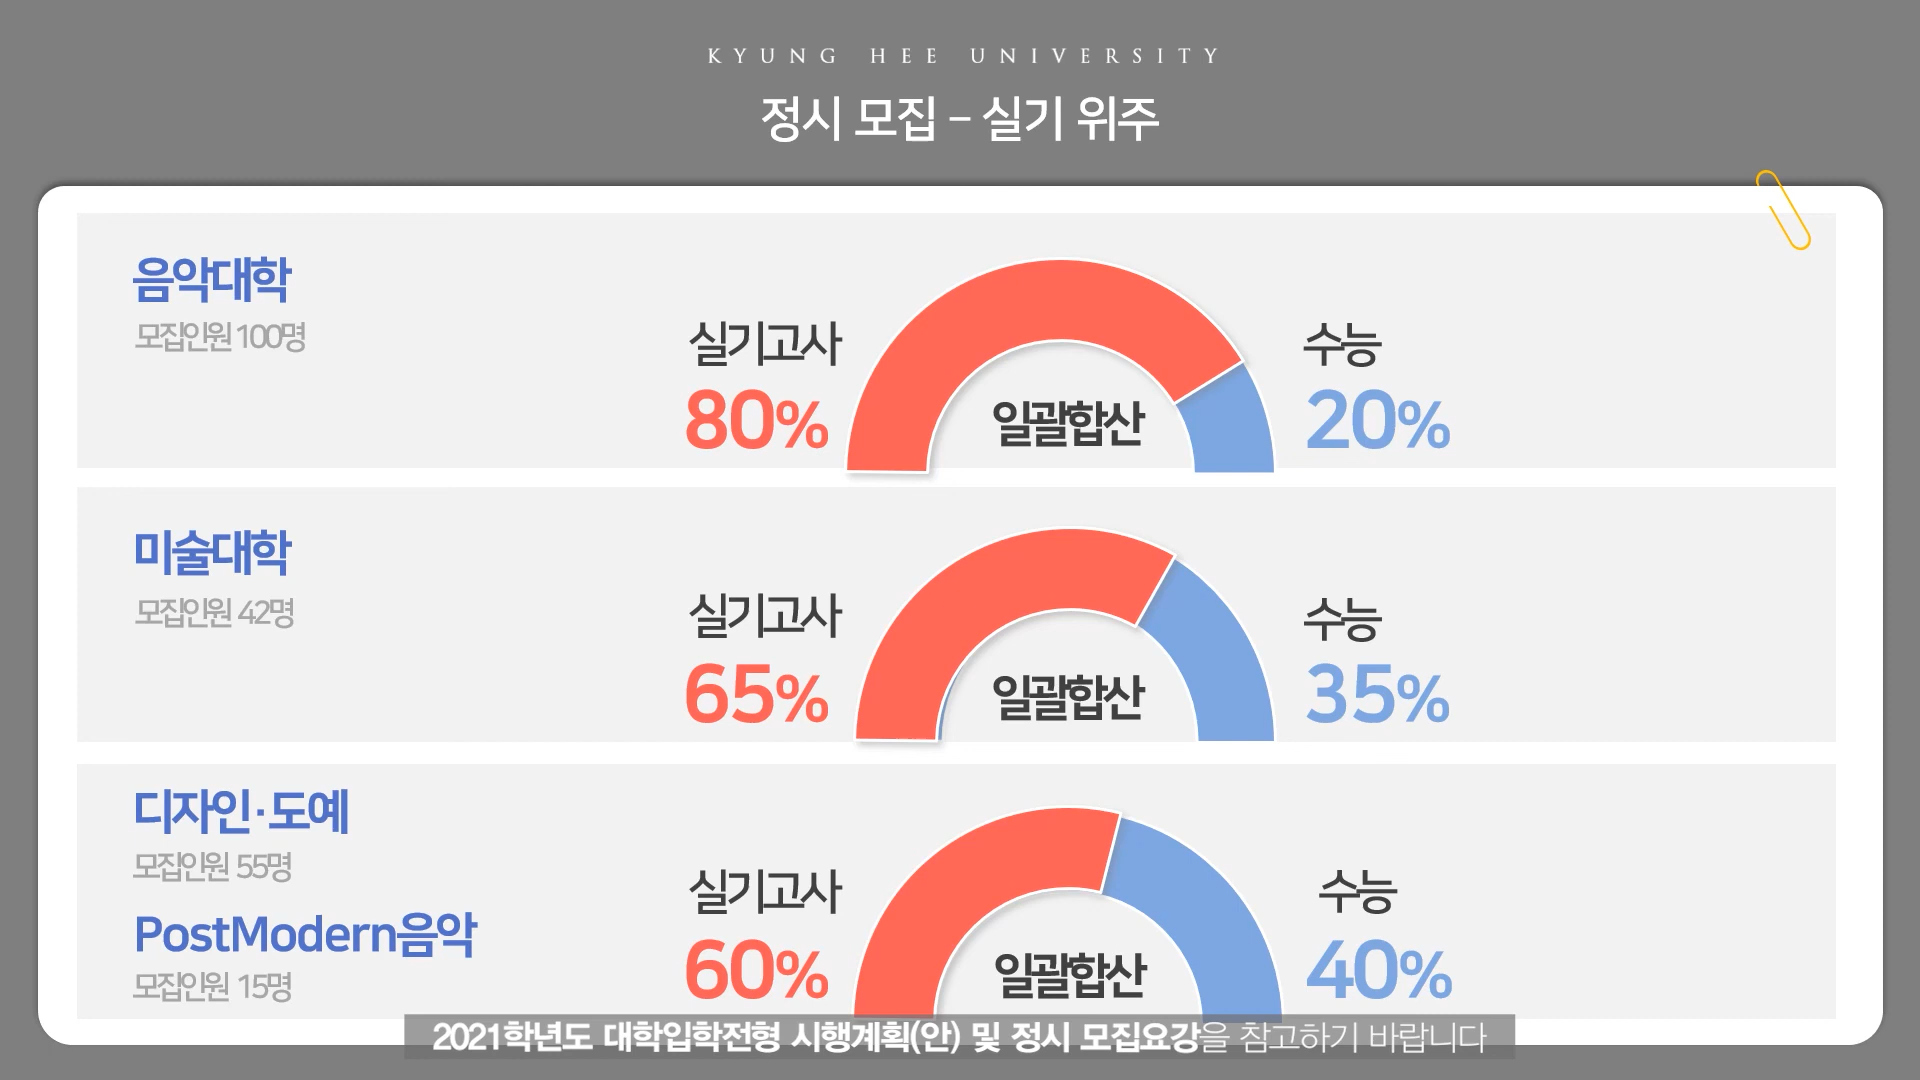 KYUNG HEE UNIVERSITY
정시 모집 – 실기 위주
음악대학
모집인원 100명
실기고사
80%
일괄합산
수능
20%
미술대학
모집인원 42명
실기고사
65%
일괄합산
수능
35%
디자인·도예
모집인원 55명
PostModern음악
모집인원 15명
실기고사
60%
일괄합산
수능
40%
2021학년도 대학입학전형 시행계획(안) 및 정시 모집요강을 참고하기 바랍니다